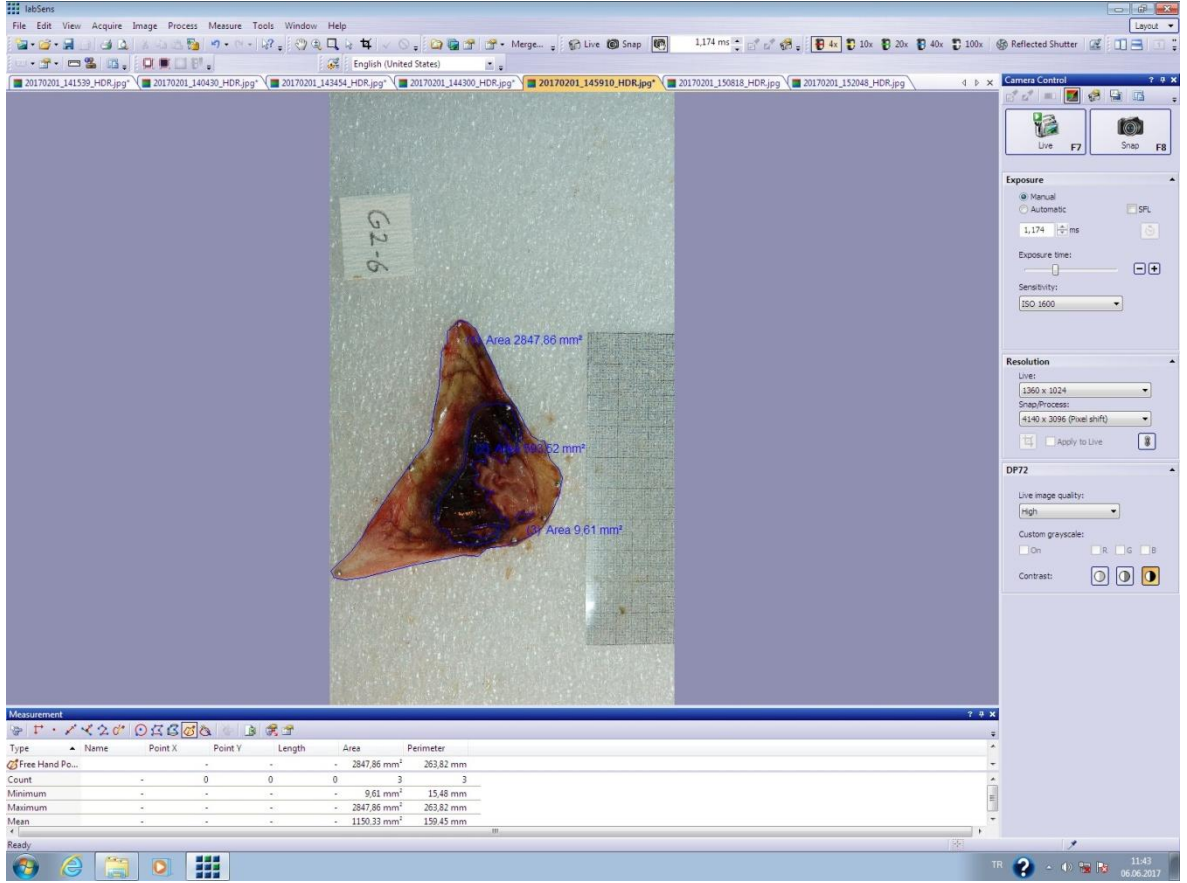 labSens
File Edit View Acquire Image Process Measure Tools Window Help
Layout
Merge... Live Snap 1,174 ms 4x 10x 20x 40x 100x Reflected Shutter
English (United States)
20170201_141539_HDR.jpg* 20170201_140430_HDR.jpg* 20170201_143454_HDR.jpg* 20170201_144300_HDR.jpg* 20170201_145910_HDR.jpg* 20170201_150818_HDR.jpg 20170201_152048_HDR.jpg
G2-6
Area 2847,86 mm²
Area 9,61 mm²
Camera Control
Live F7 Snap F8
Exposure
Manual
Automatic SFL
1,174 ms
Exposure time:
Sensitivity:
ISO 1600
Resolution
Live:
1360 x 1024
Snap/Process:
4140 x 3096 (Pixel shift)
Apply to Live
DP72
Live image quality:
High
Custom grayscale:
On R G B
Contrast:
Measurement
Type Name Point X Point Y Length Area Perimeter
Free Hand Po... - - - 2847,86 mm² 263,82 mm
Count - 0 0 0 3 3
Minimum - - - - 9,61 mm² 15,48 mm
Maximum - - - - 2847,86 mm² 263,82 mm
Mean - - - - 1150,33 mm² 159,45 mm
Ready
TR 11:43
06.06.2017